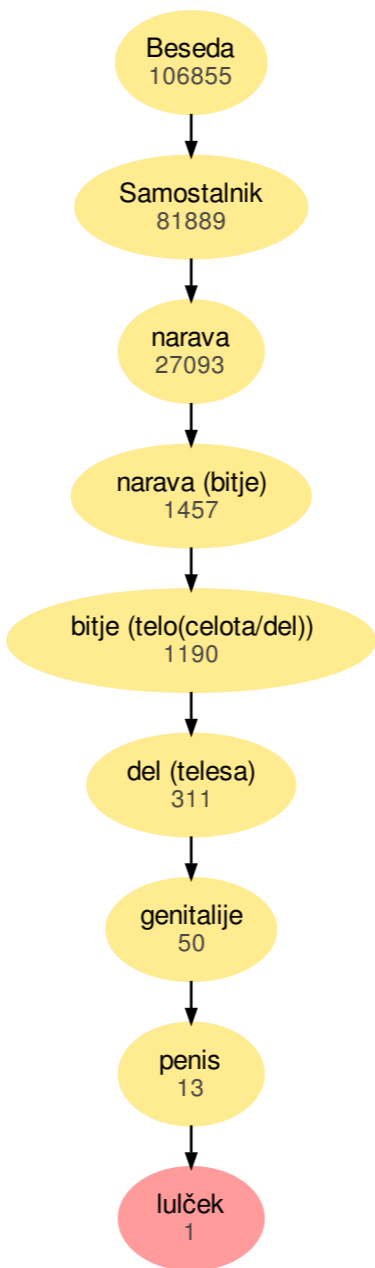 Beseda
106855
Samostalnik
81889
narava
27093
narava (bitje)
1457
bitje (telo(celota/del))
1190
del (telesa)
311
genitalije
50
penis
13
lulček
1